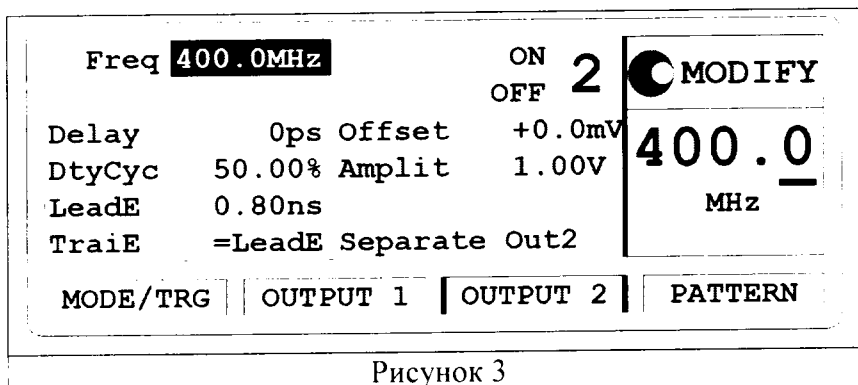 Freq 400.0MHz
ON
OFF
2
MODIFY
Delay 0ps Offset +0.0mV
DtyCyc 50.00% Amplit 1.00V
LeadE 0.80ns
TraiE =LeadE Separate Out2
400.0
MHz
MODE/TRG OUTPUT 1 OUTPUT 2 PATTERN
Рисунок 3